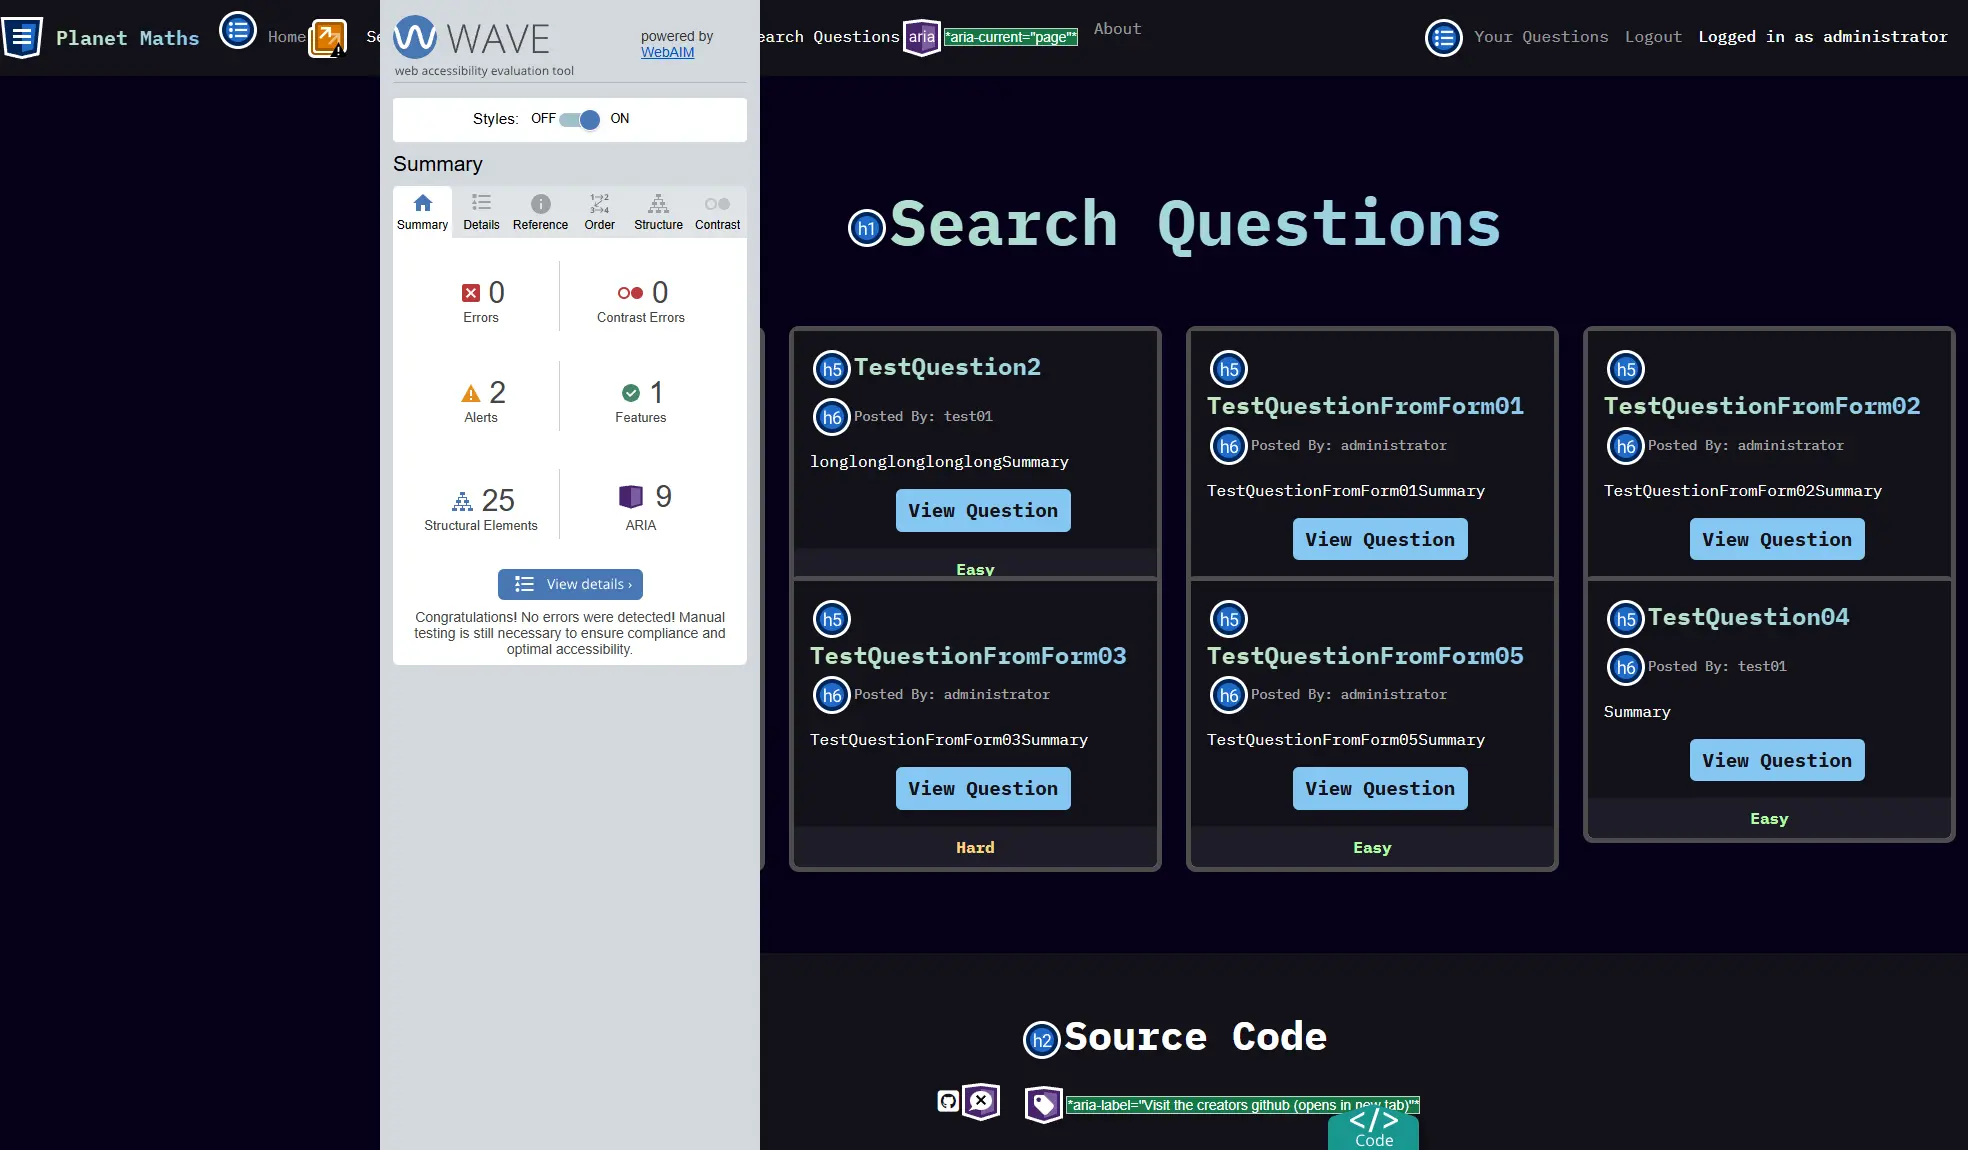 Planet Maths
Home
Se
WAVE
web accessibility evaluation tool
powered by
WebAIM
earch Questions
aria
*aria-current="page"*
About
Your Questions
Logout
Logged in as administrator
Styles: OFF ON
Summary
Summary
Details
Reference
Order
Structure
Contrast
0
Errors
0
Contrast Errors
2
Alerts
1
Features
25
Structural Elements
9
ARIA
View details ›
Congratulations! No errors were detected! Manual
testing is still necessary to ensure compliance and
optimal accessibility.
h1 Search Questions
h5 TestQuestion2
h6 Posted By: test01
longlonglonglonglongSummary
View Question
Easy
h5
TestQuestionFromForm01
h6 Posted By: administrator
TestQuestionFromForm01Summary
View Question
h5
TestQuestionFromForm02
h6 Posted By: administrator
TestQuestionFromForm02Summary
View Question
h5
TestQuestionFromForm03
h6 Posted By: administrator
TestQuestionFromForm03Summary
View Question
Hard
h5
TestQuestionFromForm05
h6 Posted By: administrator
TestQuestionFromForm05Summary
View Question
Easy
h5 TestQuestion04
h6 Posted By: test01
Summary
View Question
Easy
h2 Source Code
*aria-label="Visit the creators github (opens in new tab)"*
</>
Code